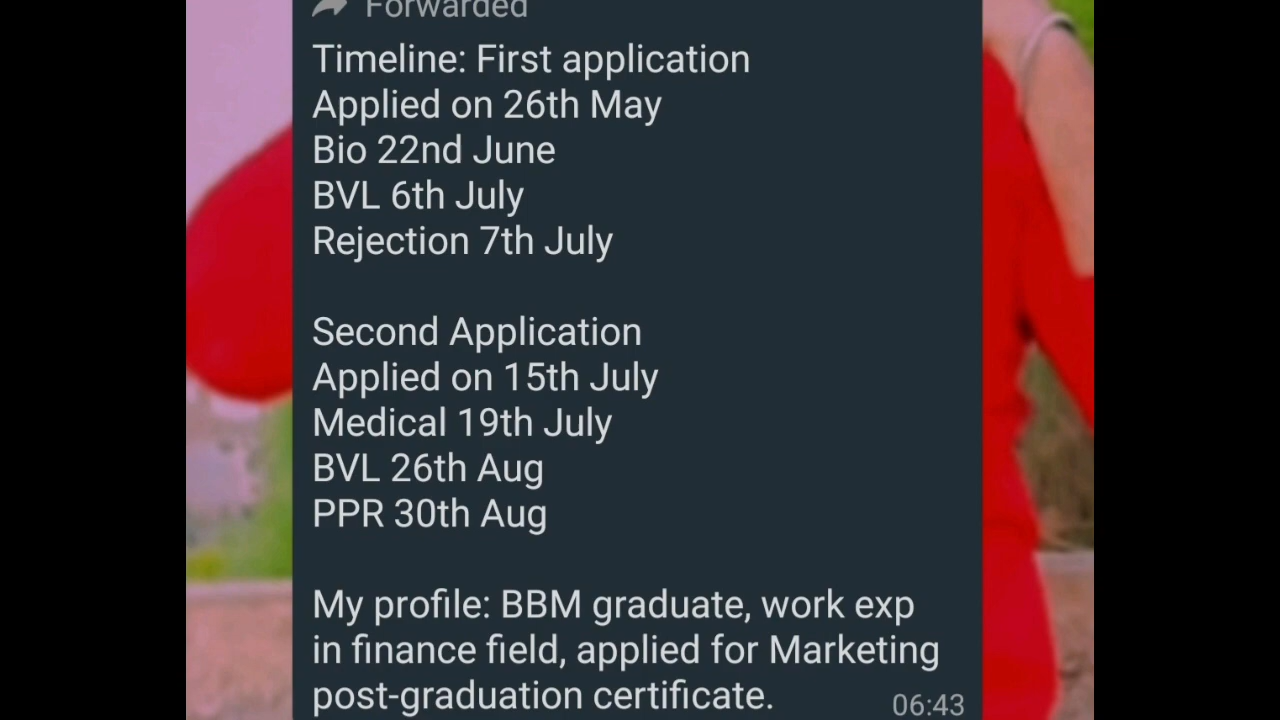 Forwarded
Timeline: First application
Applied on 26th May
Bio 22nd June
BVL 6th July
Rejection 7th July
Second Application
Applied on 15th July
Medical 19th July
BVL 26th Aug
PPR 30th Aug
My profile: BBM graduate, work exp
in finance field, applied for Marketing
post-graduation certificate.
06:43